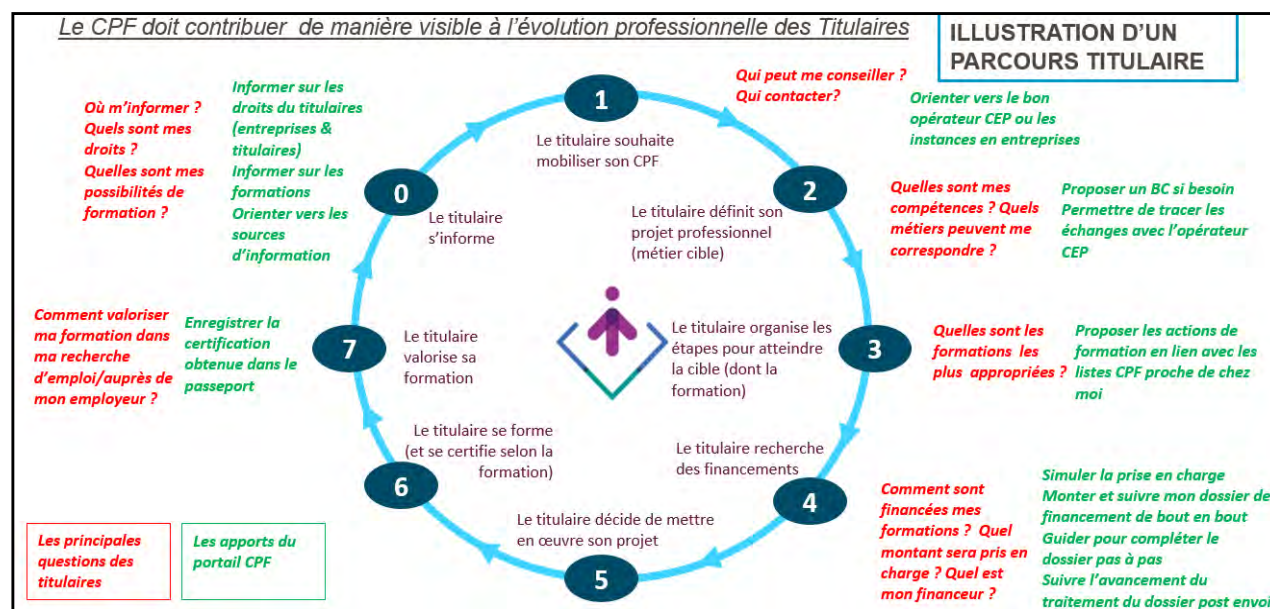 Le CPF doit contribuer de manière visible à l'évolution professionnelle des Titulaires
ILLUSTRATION D'UN
PARCOURS TITULAIRE
Où m'informer ?
Quels sont mes
droits ?
Quelles sont mes
possibilités de
formation ?
Informer sur les
droits du titulaires
(entreprises &
titulaires)
Informer sur les
formations
Orienter vers les
sources
d'information
0
Le titulaire
s'informe
1
Le titulaire souhaite
mobiliser son CPF
Qui peut me conseiller ?
Qui contacter?
Orienter vers le bon
opérateur CEP ou les
instances en entreprises
2
Le titulaire définit son
projet professionnel
(métier cible)
Quelles sont mes
compétences ? Quels
métiers peuvent me
correspondre ?
Proposer un BC si besoin
Permettre de tracer les
échanges avec l'opérateur
CEP
3
Le titulaire organise les
étapes pour atteindre
la cible (dont la
formation)
Quelles sont les
formations les
plus appropriées ?
Proposer les actions de
formation en lien avec les
listes CPF proche de chez
moi
4
Le titulaire recherche
des financements
Comment sont
financées mes
formations ? Quel
montant sera pris en
charge ? Quel est
mon financeur ?
Simuler la prise en charge
Monter et suivre mon dossier de
financement de bout en bout
Guider pour compléter le
dossier pas à pas
Suivre l'avancement du
traitement du dossier post envoi
5
Le titulaire décide de mettre
en œuvre son projet
6
Le titulaire se forme
(et se certifie selon la
formation)
7
Le titulaire
valorise sa
formation
Comment valoriser
ma formation dans
ma recherche
d'emploi/auprès de
mon employeur ?
Enregistrer la
certification
obtenue dans le
passeport
Les principales
questions des
titulaires
Les apports du
portail CPF